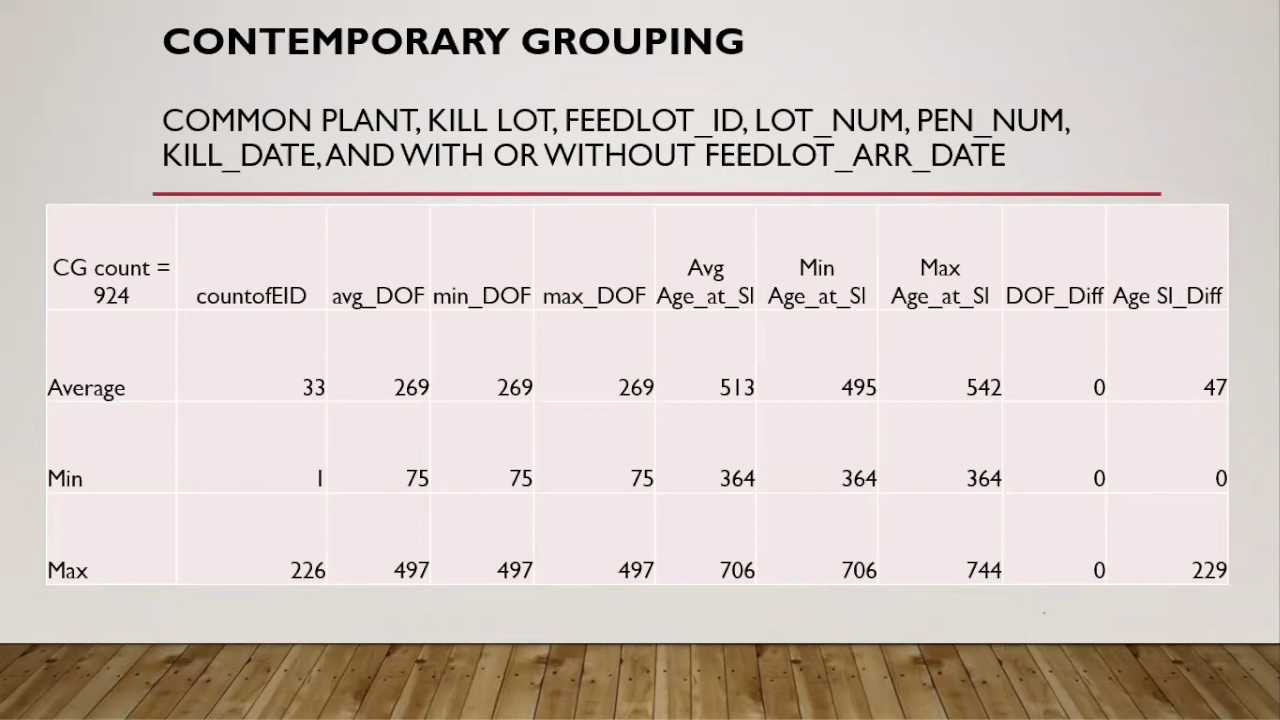 CONTEMPORARY GROUPING
COMMON PLANT, KILL LOT, FEEDLOT_ID, LOT_NUM, PEN_NUM,
KILL_DATE, AND WITH OR WITHOUT FEEDLOT_ARR_DATE
CG count = 924 countofEID avg_DOF min_DOF max_DOF Avg Age_at_Sl Min Age_at_Sl Max Age_at_Sl DOF_Diff Age Sl_Diff
Average 33 269 269 269 513 495 542 0 47
Min 1 75 75 75 364 364 364 0 0
Max 226 497 497 497 706 706 744 0 229